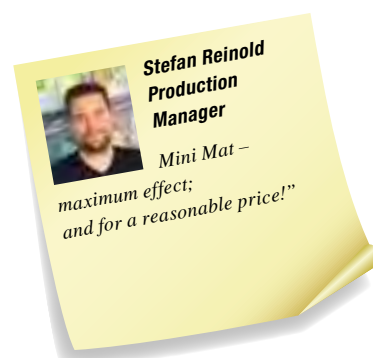 Stefan Reinold
Production
Manager
Mini Mat –
maximum effect;
and for a reasonable price!”